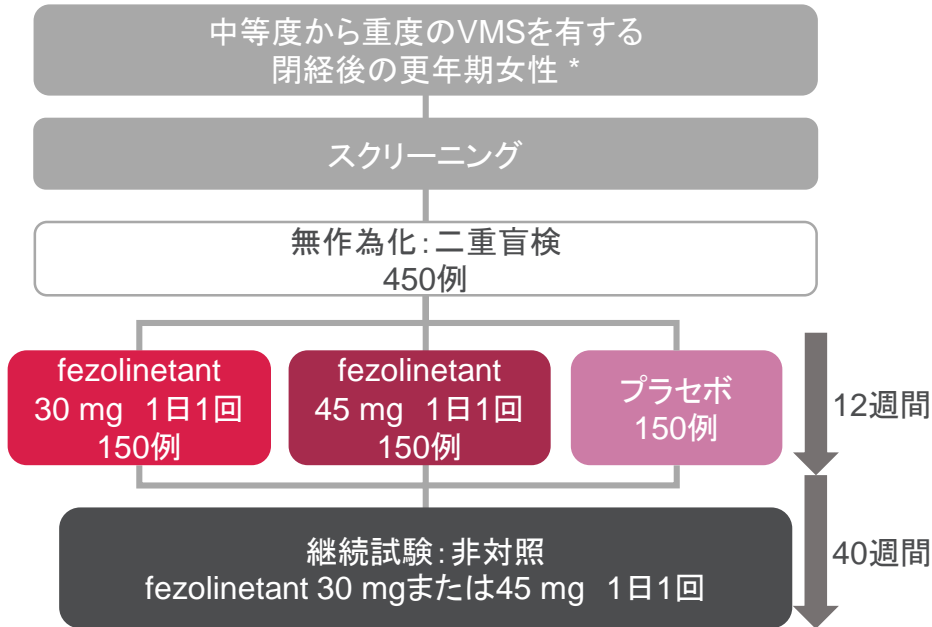 中等度から重度のVMSを有する
閉経後の更年期女性 *
スクリーニング
無作為化：二重盲検
450例
fezolinetant
30 mg 1日1回
150例
fezolinetant
45 mg 1日1回
150例
プラセボ
150例
12週間
継続試験：非対照
fezolinetant 30 mgまたは45 mg 1日1回
40週間